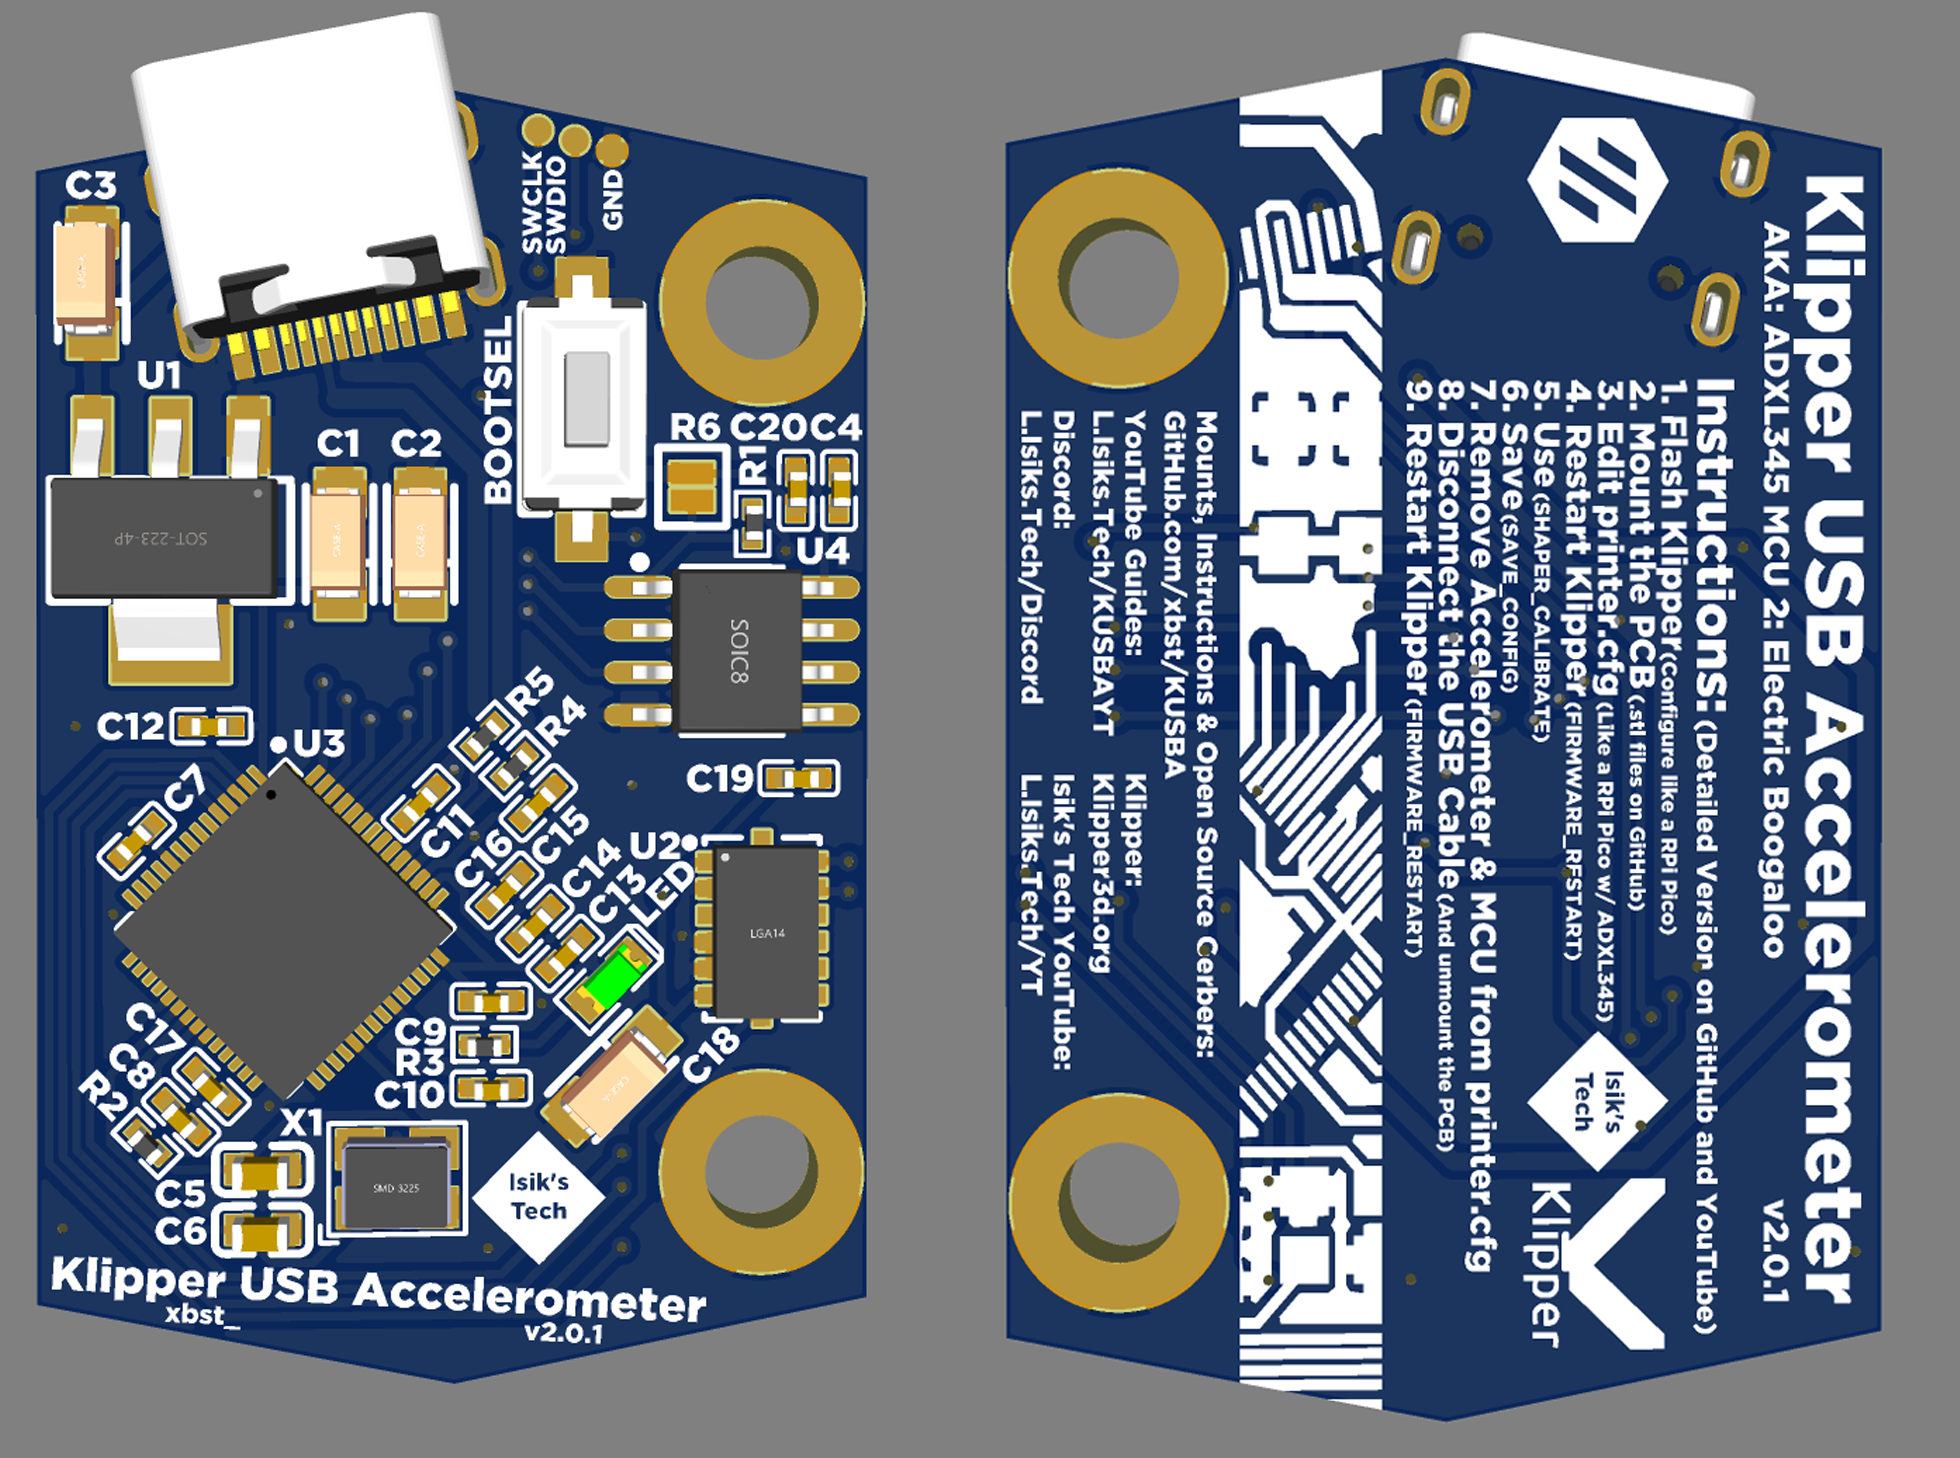 C3
SWCLK
SWDIO
GND
U1
BOOTSEL
C1
C2
R6
C20
C4
R1
U4
SOT-223-4P
SOIC8
C12
U3
R5
R4
C19
C7
C11
C15
C16
C14
C13
LED
U2
LGA14
C17
C8
R2
C9
R3
C10
C18
X1
SMD 3225
C5
C6
Isik's
Tech
Klipper USB Accelerometer
xbst_
v2.0.1
Klipper USB Accelerometer
AKA: ADXL345 MCU 2: Electric Boogaloo
v2.0.1
Instructions: (Detailed Version on GitHub and YouTube)
1. Flash Klipper (Configure like a RPi Pico)
2. Mount the PCB (.stl files on GitHub)
3. Edit printer.cfg (Like a RPi Pico w/ ADXL345)
4. Restart Klipper (FIRMWARE_RESTART)
5. Use (SHAPER_CALIBRATE)
6. Save (SAVE_CONFIG)
7. Remove Accelerometer & MCU from printer.cfg
8. Disconnect the USB Cable (And unmount the PCB)
9. Restart Klipper (FIRMWARE_RESTART)
Isik's
Tech
Klipper
Mounts, Instructions & Open Source Gerbers:
GitHub.com/xbst/KUSBA
YouTube Guides:
L.Isiks.Tech/KUSBAYT
Discord:
L.Isiks.Tech/Discord
Klipper:
Klipper3d.org
Isik's Tech YouTube:
L.Isiks.Tech/YT